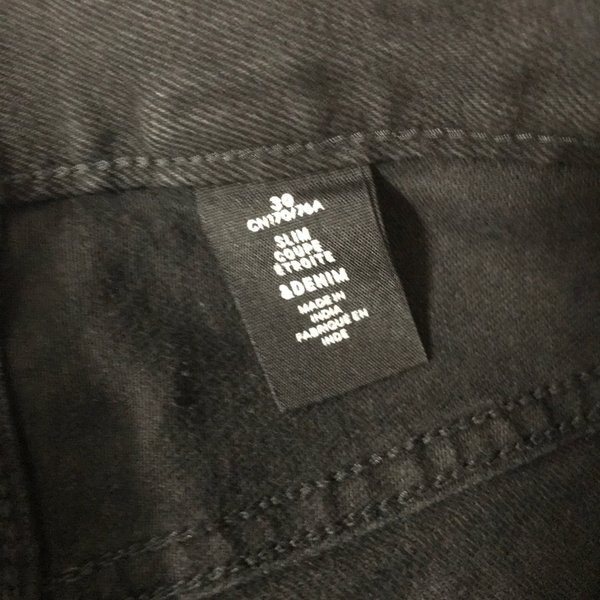 30
CN170/76A
SLIM
COUPE
ÉTROITE
&DENIM
MADE IN
INDIA
FABRIQUÉ EN
INDE